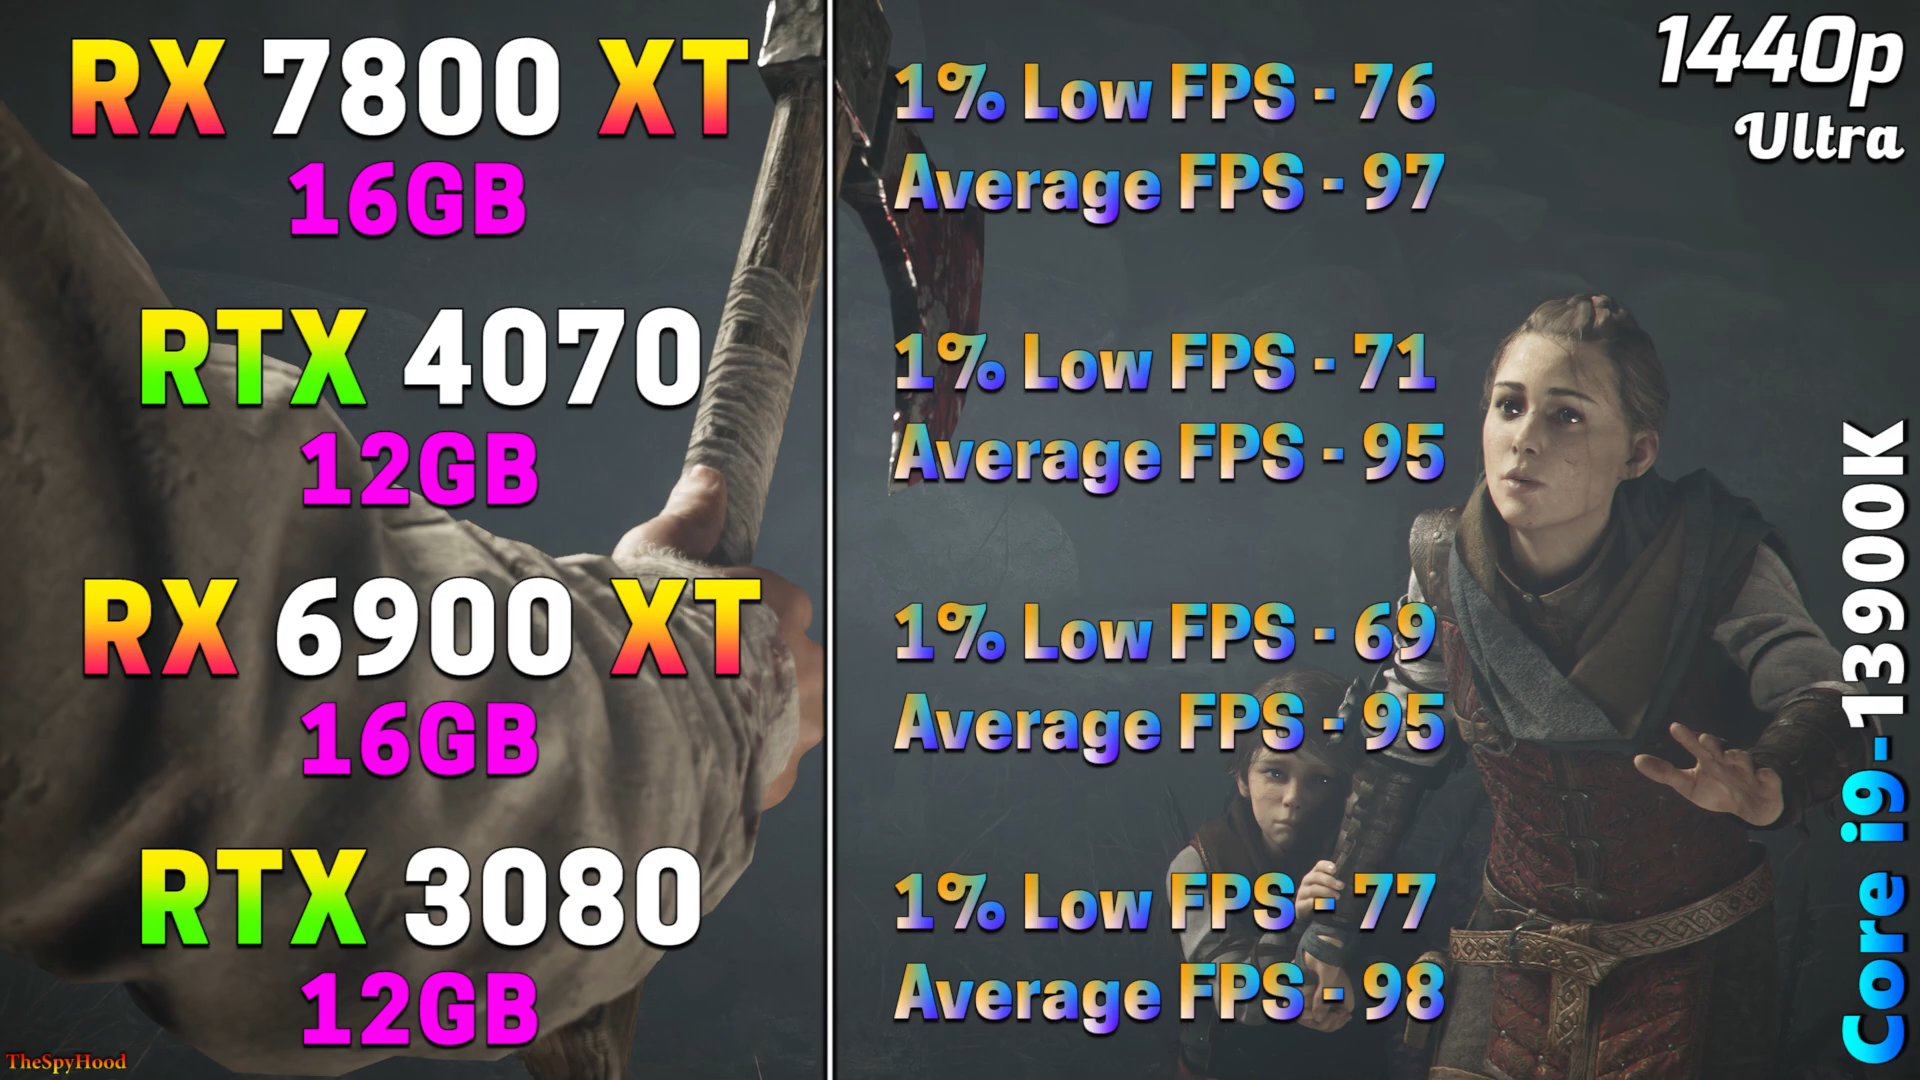 RX 7800 XT
16GB
1% Low FPS - 76
Average FPS - 97
1440p
Ultra
RTX 4070
12GB
1% Low FPS - 71
Average FPS - 95
RX 6900 XT
16GB
1% Low FPS - 69
Average FPS - 95
RTX 3080
12GB
1% Low FPS - 77
Average FPS - 98
Core i9-13900K
TheSpyHood